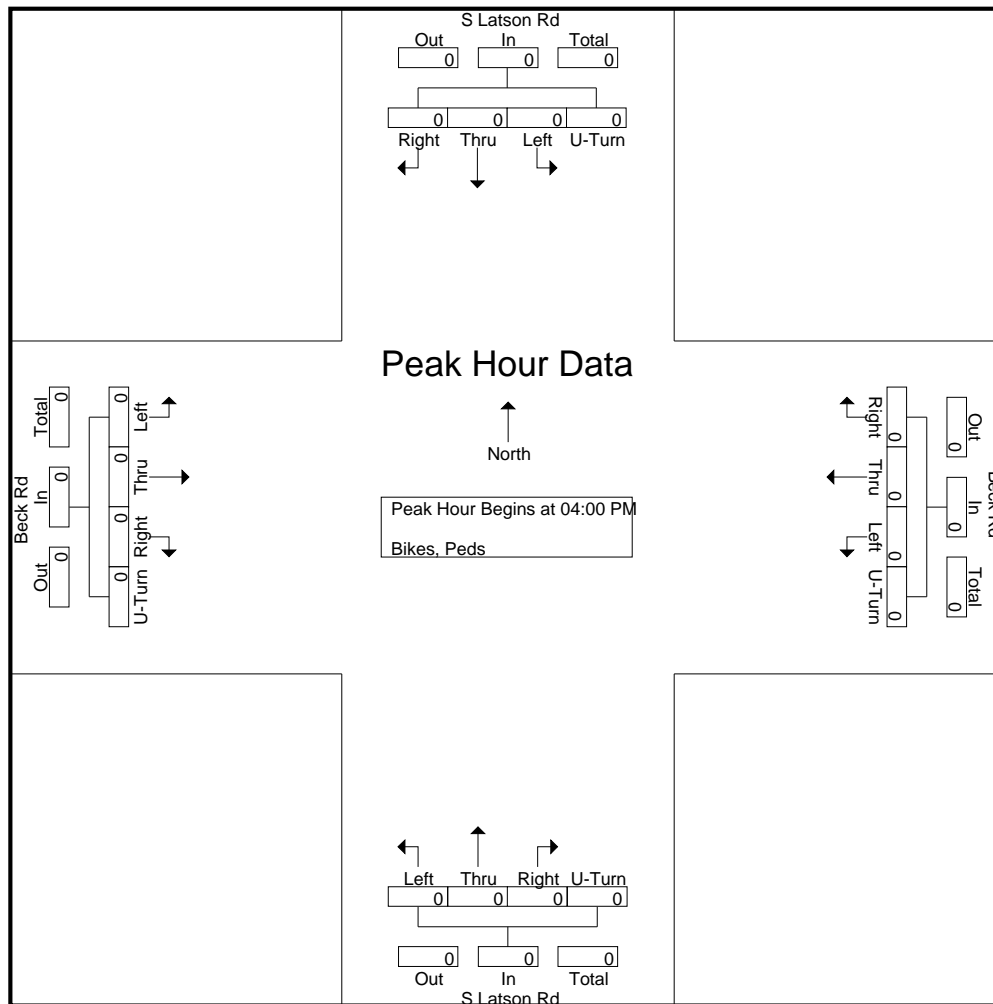 S Latson Rd
Out In Total
0 0 0
0 0 0 0
Right Thru Left U-Turn
Peak Hour Data
North
Peak Hour Begins at 04:00 PM
Bikes, Peds
Beck Rd
Total In Out
0 0 0
0 0 0 0
Left Thru Right U-Turn
Right Thru Left U-Turn
0 0 0 0
Out In Total
0 0 0
Beck Rd
Left Thru Right U-Turn
0 0 0 0
0 0 0
Out In Total
S Latson Rd